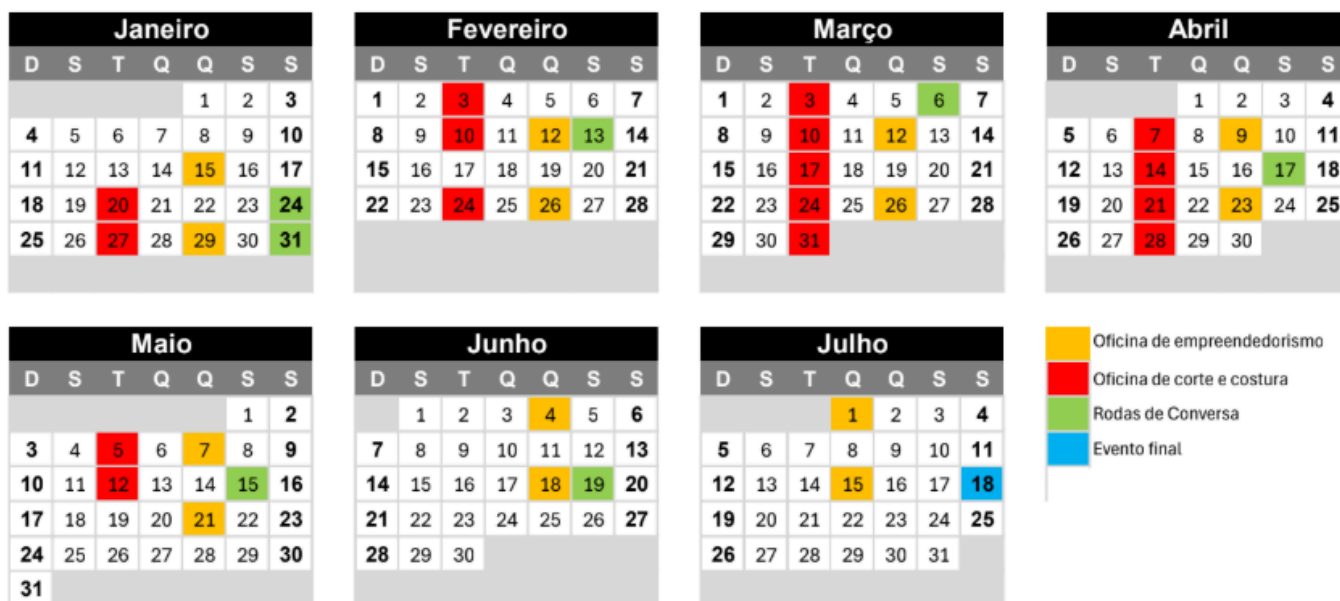 Janeiro
D S T Q Q S S
1 2 3
4 5 6 7 8 9 10
11 12 13 14 15 16 17
18 19 20 21 22 23 24
25 26 27 28 29 30 31
Fevereiro
D S T Q Q S S
1 2 3 4 5 6 7
8 9 10 11 12 13 14
15 16 17 18 19 20 21
22 23 24 25 26 27 28
Março
D S T Q Q S S
1 2 3 4 5 6 7
8 9 10 11 12 13 14
15 16 17 18 19 20 21
22 23 24 25 26 27 28
29 30 31
Abril
D S T Q Q S S
1 2 3 4
5 6 7 8 9 10 11
12 13 14 15 16 17 18
19 20 21 22 23 24 25
26 27 28 29 30
Maio
D S T Q Q S S
1 2
3 4 5 6 7 8 9
10 11 12 13 14 15 16
17 18 19 20 21 22 23
24 25 26 27 28 29 30
31
Junho
D S T Q Q S S
1 2 3 4 5 6
7 8 9 10 11 12 13
14 15 16 17 18 19 20
21 22 23 24 25 26 27
28 29 30
Julho
D S T Q Q S S
1 2 3 4
5 6 7 8 9 10 11
12 13 14 15 16 17 18
19 20 21 22 23 24 25
26 27 28 29 30 31
Oficina de empreendedorismo
Oficina de corte e costura
Rodas de Conversa
Evento final